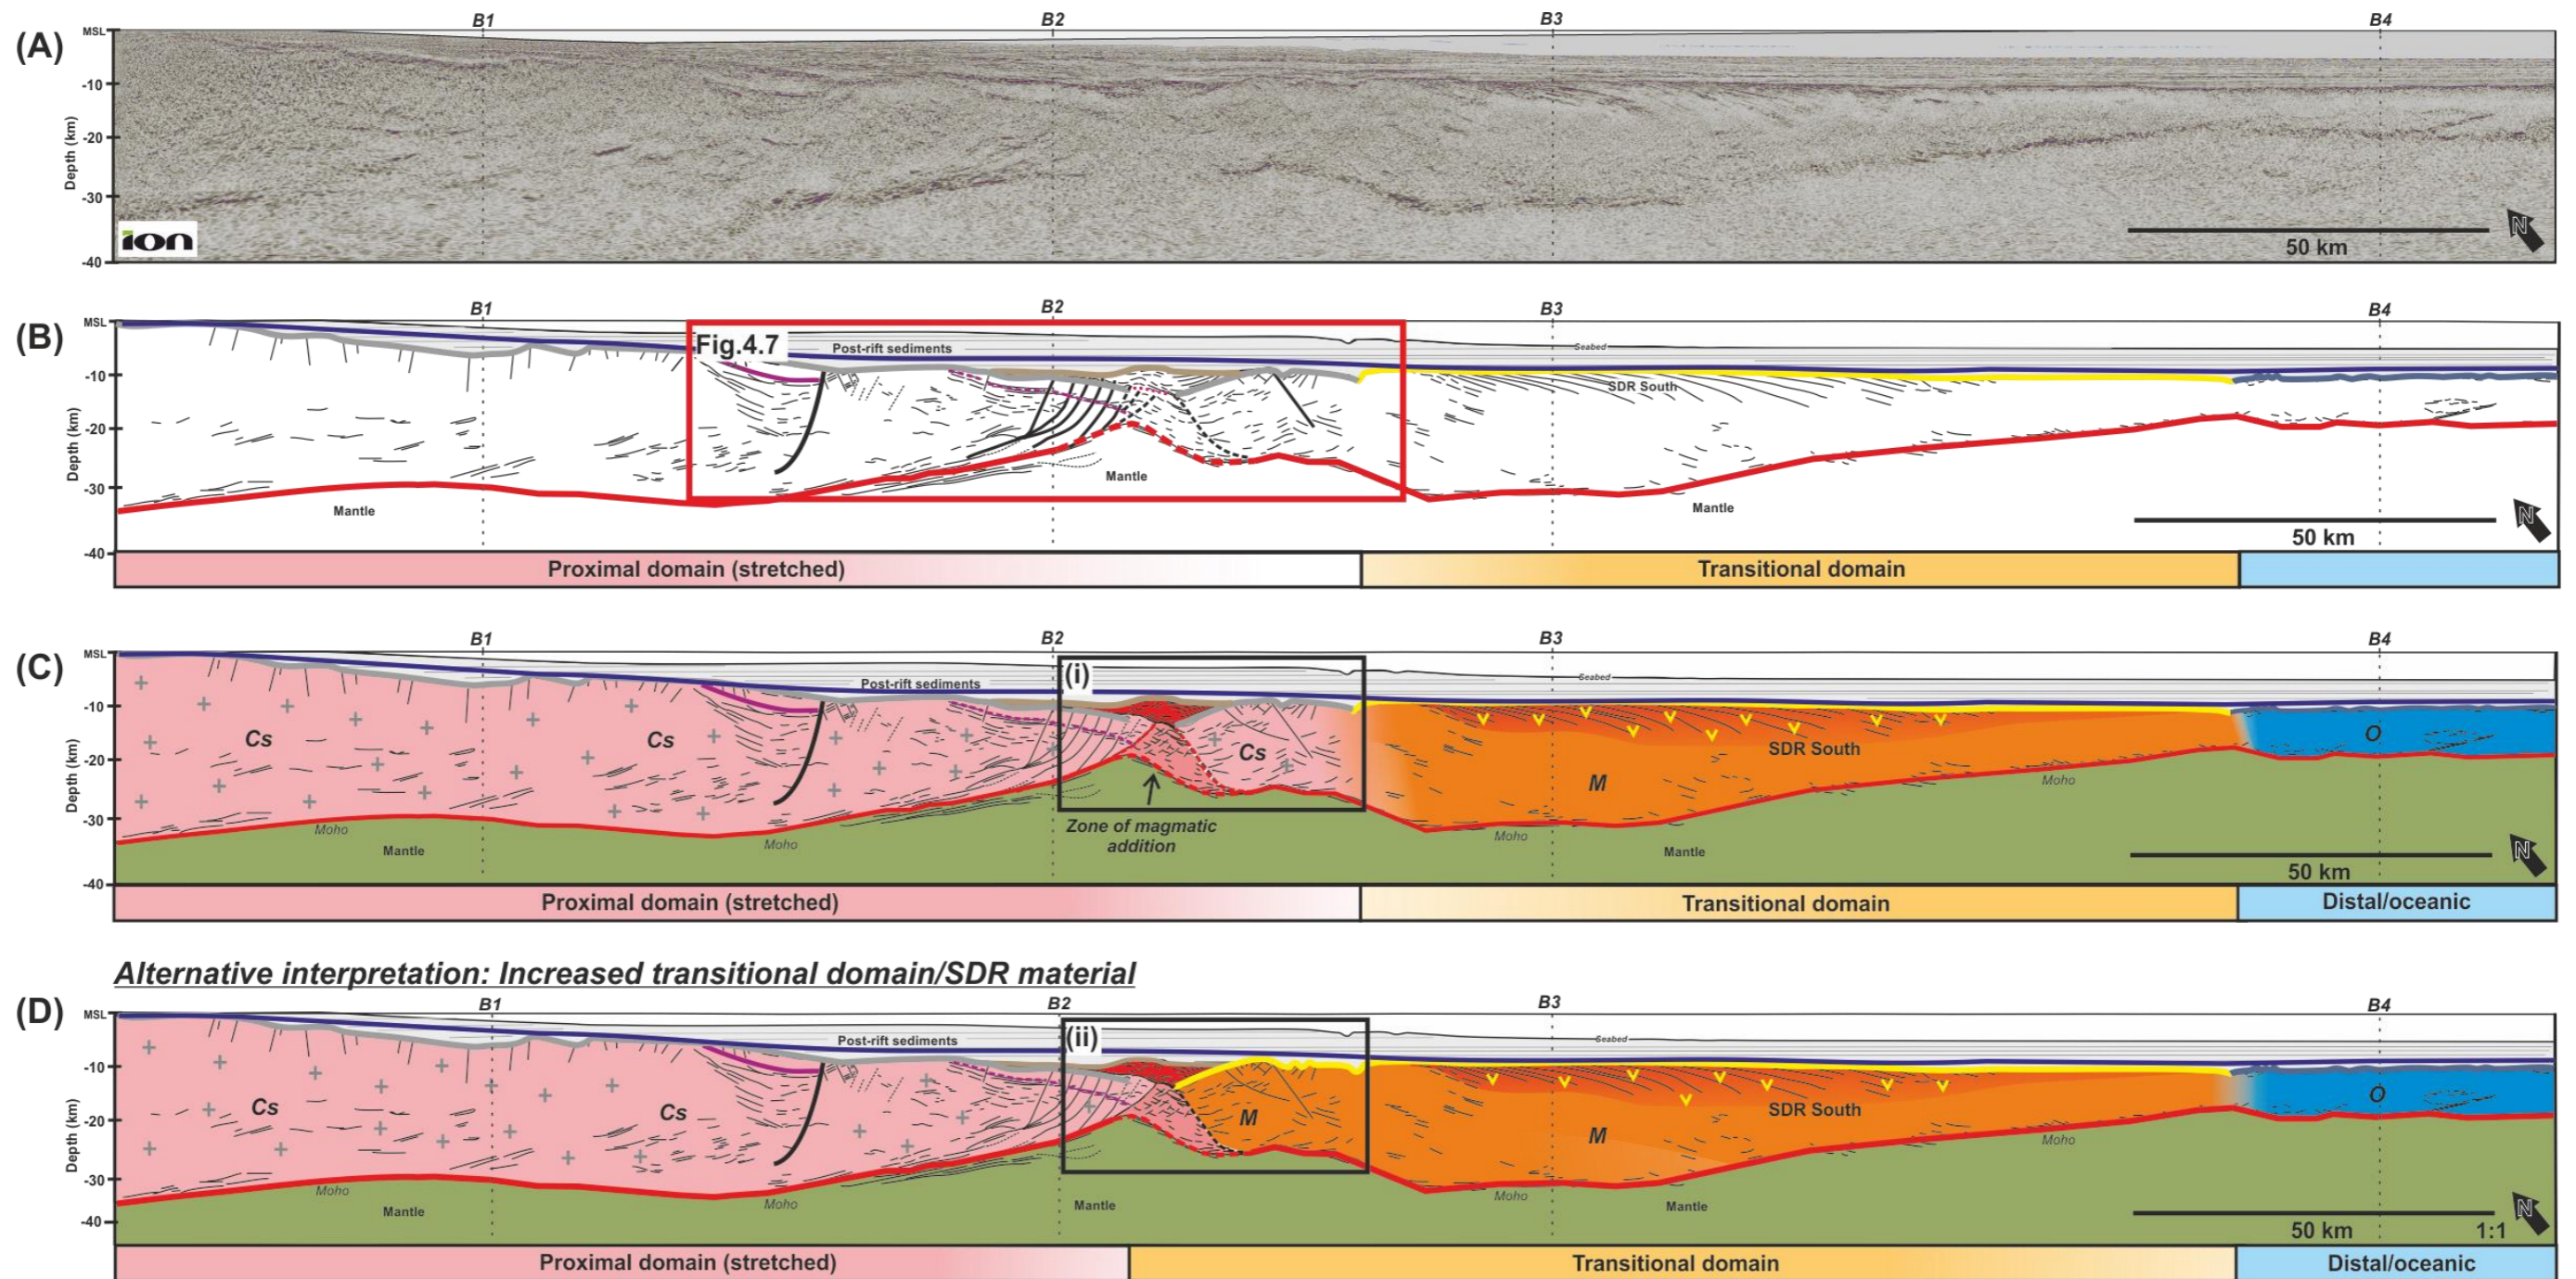 (A)
B1 B2 B3 B4
MSL
-10
-20
-30
-40
Depth (km)
ion
N
50 km
(B)
B1 B2 B3 B4
MSL
-10
-20
-30
-40
Depth (km)
Fig.4.7
Post-rift sediments
Seabed
SDR South
Mantle
Mantle
Mantle
N
50 km
Proximal domain (stretched)
Transitional domain
(C)
B1 B2 B3 B4
MSL
-10
-20
-30
-40
Depth (km)
(i)
Post-rift sediments
Seabed
Cs
Cs
Cs
SDR South
M
O
Moho
Moho
Moho
Moho
Mantle
Mantle
Zone of magmatic
addition
N
50 km
Proximal domain (stretched)
Transitional domain
Distal/oceanic
Alternative interpretation: Increased transitional domain/SDR material
(D)
B1 B2 B3 B4
MSL
-10
-20
-30
-40
Depth (km)
(ii)
Post-rift sediments
Seabed
Cs
Cs
M
SDR South
M
O
Moho
Moho
Moho
Moho
Mantle
Mantle
Mantle
N
50 km
1:1
Proximal domain (stretched)
Transitional domain
Distal/oceanic